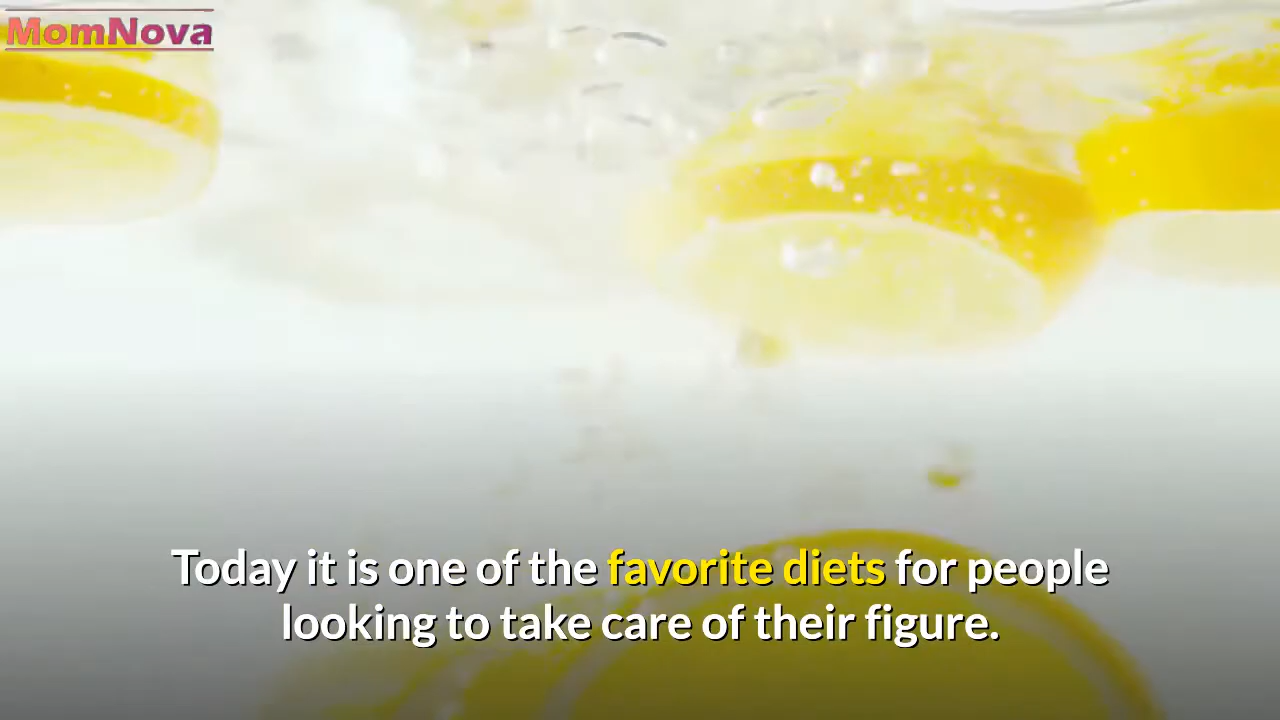 MomNova
Today it is one of the favorite diets for people
looking to take care of their figure.